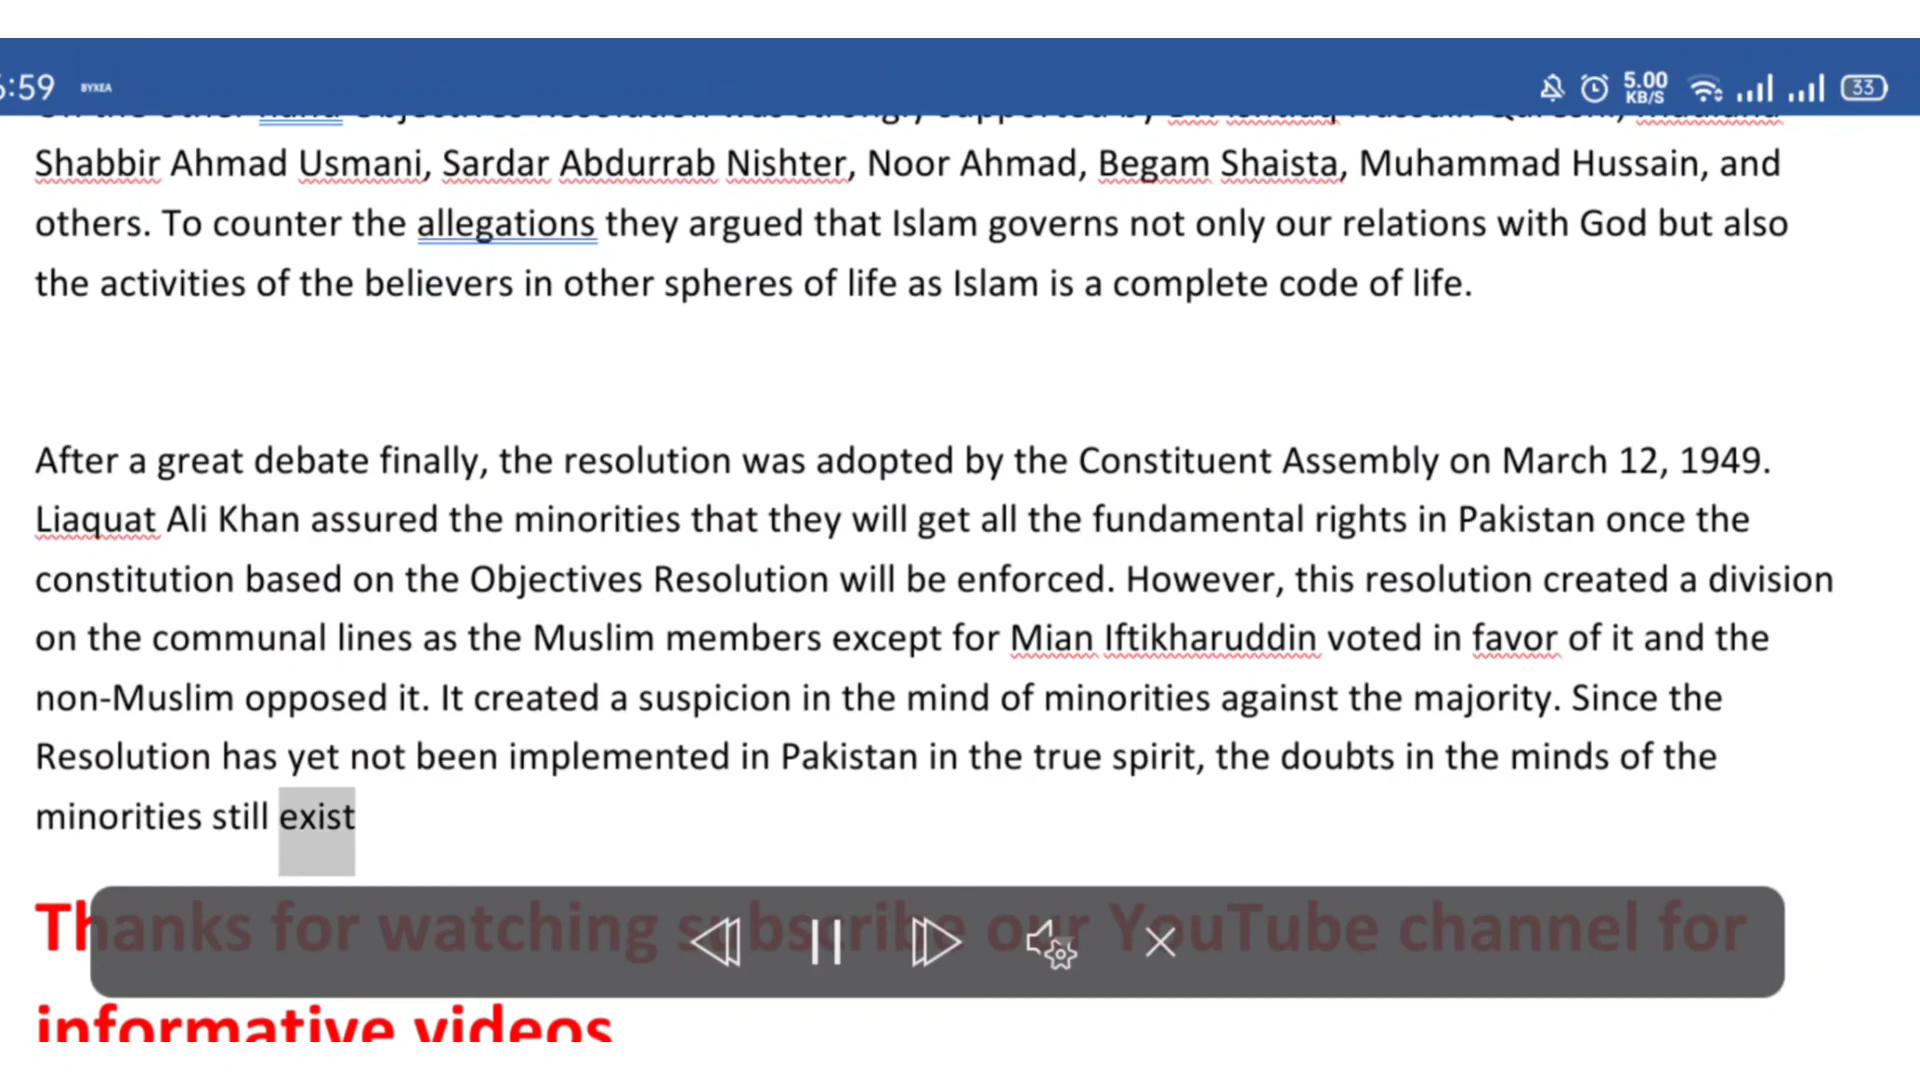 :59 BYXEA 5.00 KB/S 33
Shabbir Ahmad Usmani, Sardar Abdurrab Nishter, Noor Ahmad, Begam Shaista, Muhammad Hussain, and
others. To counter the allegations they argued that Islam governs not only our relations with God but also
the activities of the believers in other spheres of life as Islam is a complete code of life.
After a great debate finally, the resolution was adopted by the Constituent Assembly on March 12, 1949.
Liaquat Ali Khan assured the minorities that they will get all the fundamental rights in Pakistan once the
constitution based on the Objectives Resolution will be enforced. However, this resolution created a division
on the communal lines as the Muslim members except for Mian Iftikharuddin voted in favor of it and the
non-Muslim opposed it. It created a suspicion in the mind of minorities against the majority. Since the
Resolution has yet not been implemented in Pakistan in the true spirit, the doubts in the minds of the
minorities still exist
Thanks for watching subscribe our YouTube channel for
informative videos